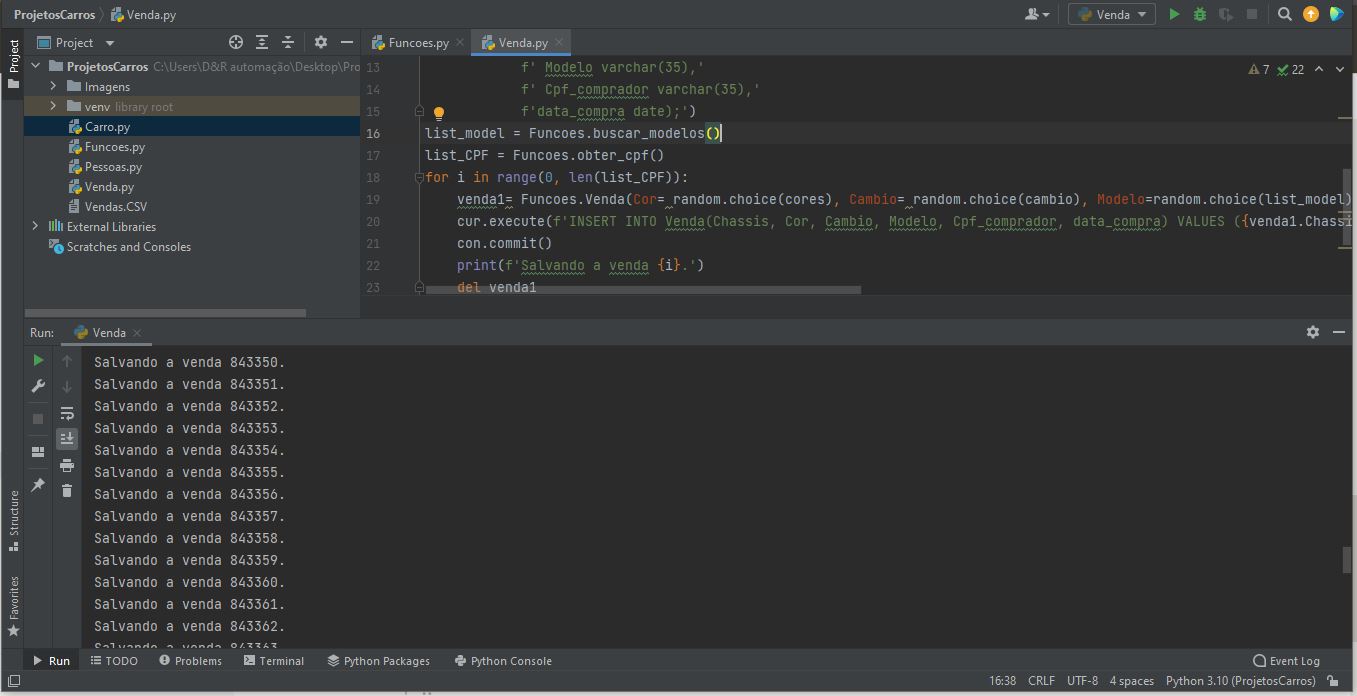 ProjetosCarros
Venda.py
Venda
Project
Project
Funcoes.py
Venda.py
ProjetosCarros C:\Users\D&R automação\Desktop\Pro
Imagens
venv library root
Carro.py
Funcoes.py
Pessoas.py
Venda.py
Vendas.CSV
External Libraries
Scratches and Consoles
7 22
13 f' Modelo varchar(35),'
14 f' Cpf_comprador varchar(35),'
15 f'data_compra date);')
16 list_model = Funcoes.buscar_modelos()
17 list_CPF = Funcoes.obter_cpf()
18 for i in range(0, len(list_CPF)):
19 venda1= Funcoes.Venda(Cor= random.choice(cores), Cambio= random.choice(cambio), Modelo=random.choice(list_model)
20 cur.execute(f'INSERT INTO Venda(Chassis, Cor, Cambio, Modelo, Cpf_comprador, data_compra) VALUES ({venda1.Chassi
21 con.commit()
22 print(f'Salvando a venda {i}.')
23 del venda1
Run: Venda
Salvando a venda 843350.
Salvando a venda 843351.
Salvando a venda 843352.
Salvando a venda 843353.
Salvando a venda 843354.
Salvando a venda 843355.
Salvando a venda 843356.
Salvando a venda 843357.
Salvando a venda 843358.
Salvando a venda 843359.
Salvando a venda 843360.
Salvando a venda 843361.
Salvando a venda 843362.
Salvando a venda 843363.
Structure
Favorites
Run
TODO
Problems
Terminal
Python Packages
Python Console
Event Log
16:38 CRLF UTF-8 4 spaces Python 3.10 (ProjetosCarros)